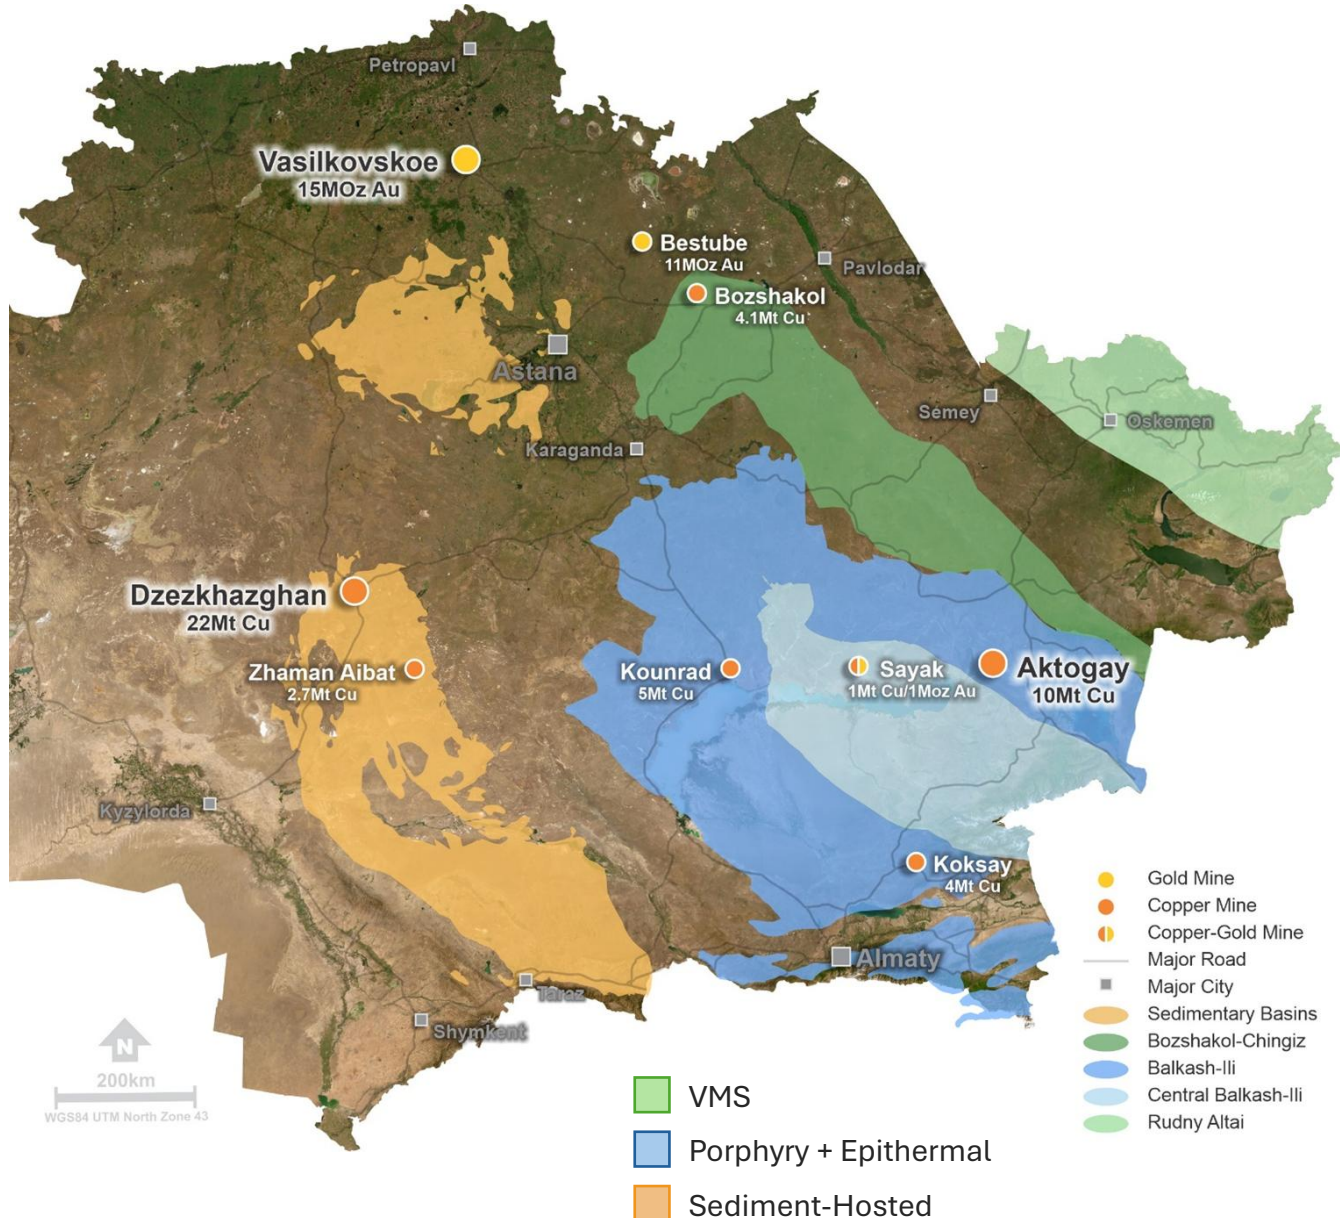 Petropavl
Vasilkovskoe
15MOz Au
Bestube
11MOz Au
Pavlodar
Bozshakol
4.1Mt Cu
Astana
Semey
Oskemen
Karaganda
Dzezkhazghan
22Mt Cu
Zhaman Aibat
2.7Mt Cu
Kounrad
5Mt Cu
Sayak
1Mt Cu/1Moz Au
Aktogay
10Mt Cu
Kyzylorda
Koksay
4Mt Cu
Almaty
Taraz
Shymkent
N
200km
WGS84 UTM North Zone 43
Gold Mine
Copper Mine
Copper-Gold Mine
Major Road
Major City
Sedimentary Basins
Bozshakol-Chingiz
Balkash-Ili
Central Balkash-Ili
Rudny Altai
VMS
Porphyry + Epithermal
Sediment-Hosted